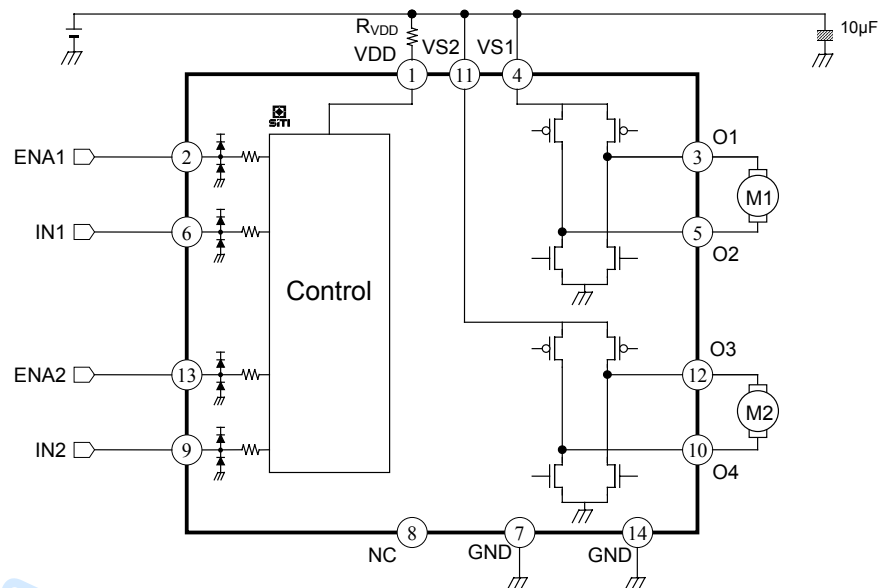 RVDD
10µF
VDD
VS2
VS1
1
11
4
SiTI
ENA1
2
3
O1
M1
IN1
6
5
O2
Control
O3
ENA2
13
12
M2
IN2
9
10
O4
8
7
14
NC
GND
GND